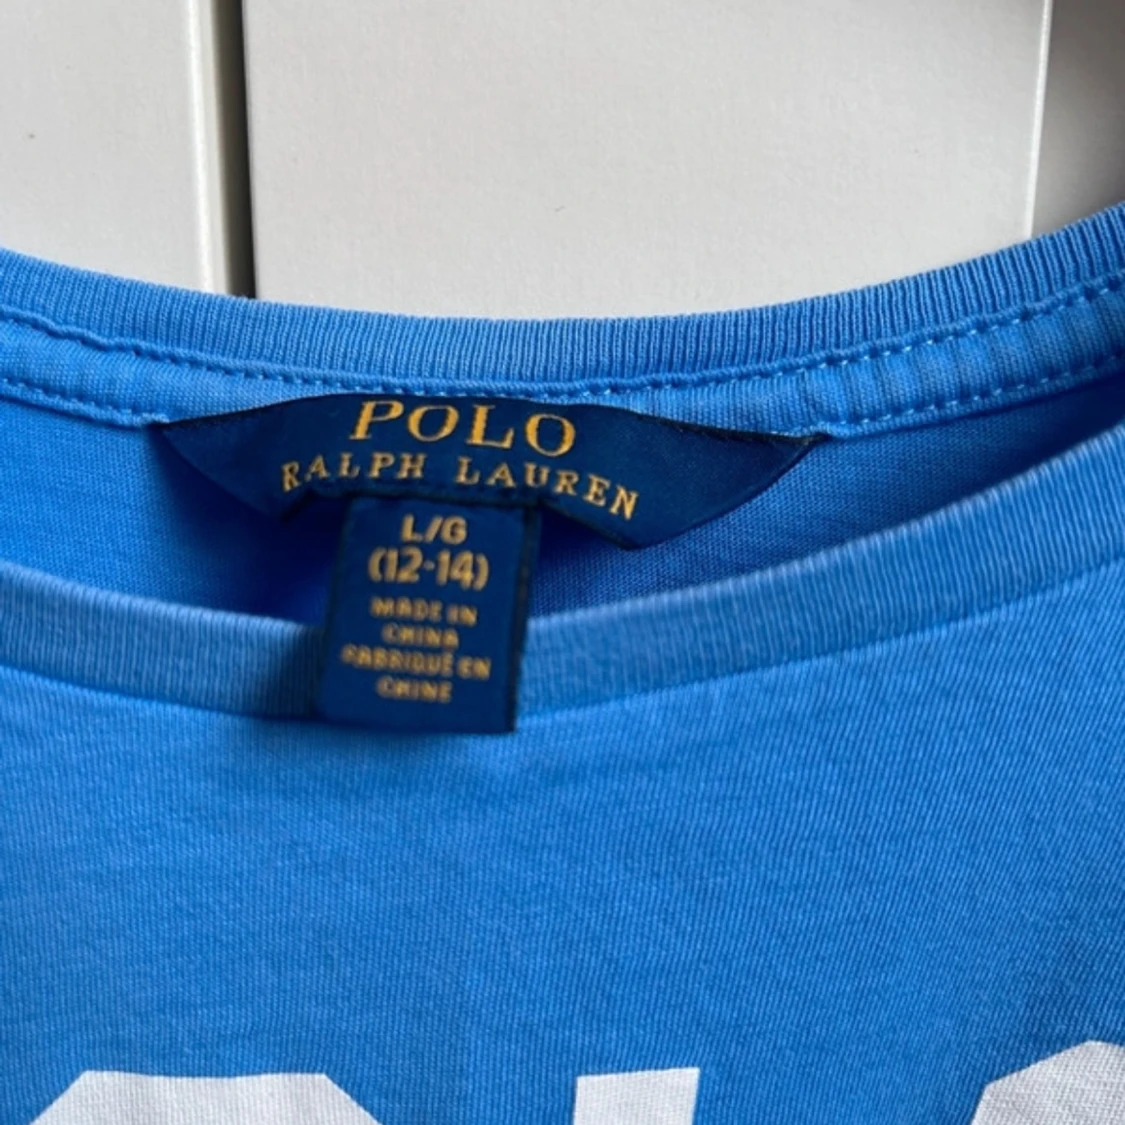 POLO
RALPH LAUREN
L/G
(12-14)
MADE IN
CHINA
FABRIQUÉ EN
CHINE